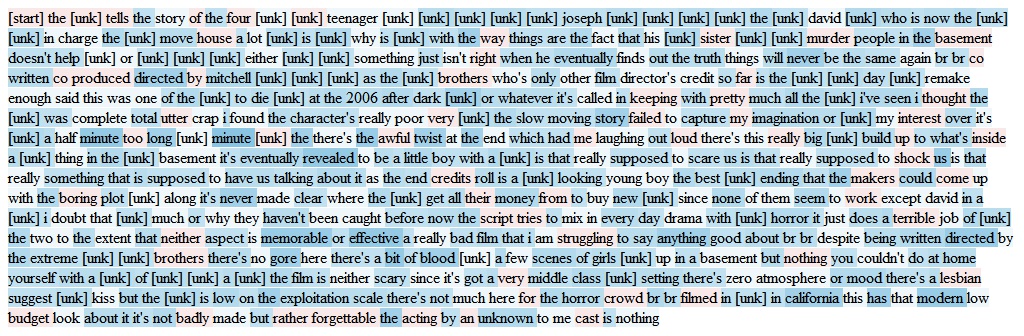 [start] the [unk] tells the story of the four [unk] [unk] teenager [unk] [unk] [unk] [unk] [unk] joseph [unk] [unk] [unk] [unk] the [unk] david [unk] who is now the [unk]
[unk] in charge the [unk] move house a lot [unk] is [unk] why is [unk] with the way things are the fact that his [unk] sister [unk] [unk] murder people in the basement
doesn't help [unk] or [unk] [unk] [unk] either [unk] [unk] something just isn't right when he eventually finds out the truth things will never be the same again br br co
written co produced directed by mitchell [unk] [unk] [unk] as the [unk] brothers who's only other film director's credit so far is the [unk] [unk] day [unk] remake
enough said this was one of the [unk] to die [unk] at the 2006 after dark [unk] or whatever it's called in keeping with pretty much all the [unk] i've seen i thought the
[unk] was complete total utter crap i found the character's really poor very [unk] the slow moving story failed to capture my imagination or [unk] my interest over it's
[unk] a half minute too long [unk] minute [unk] the there's the awful twist at the end which had me laughing out loud there's this really big [unk] build up to what's inside
a [unk] thing in the [unk] basement it's eventually revealed to be a little boy with a [unk] is that really supposed to scare us is that really supposed to shock us is that
really something that is supposed to have us talking about it as the end credits roll is a [unk] looking young boy the best [unk] ending that the makers could come up
with the boring plot [unk] along it's never made clear where the [unk] get all their money from to buy new [unk] since none of them seem to work except david in a
[unk] i doubt that [unk] much or why they haven't been caught before now the script tries to mix in every day drama with [unk] horror it just does a terrible job of [unk]
the two to the extent that neither aspect is memorable or effective a really bad film that i am struggling to say anything good about br br despite being written directed by
the extreme [unk] [unk] brothers there's no gore here there's a bit of blood [unk] a few scenes of girls [unk] up in a basement but nothing you couldn't do at home
yourself with a [unk] of [unk] [unk] a [unk] the film is neither scary since it's got a very middle class [unk] setting there's zero atmosphere or mood there's a lesbian
suggest [unk] kiss but the [unk] is low on the exploitation scale there's not much here for the horror crowd br br filmed in [unk] in california this has that modern low
budget look about it it's not badly made but rather forgettable the acting by an unknown to me cast is nothing